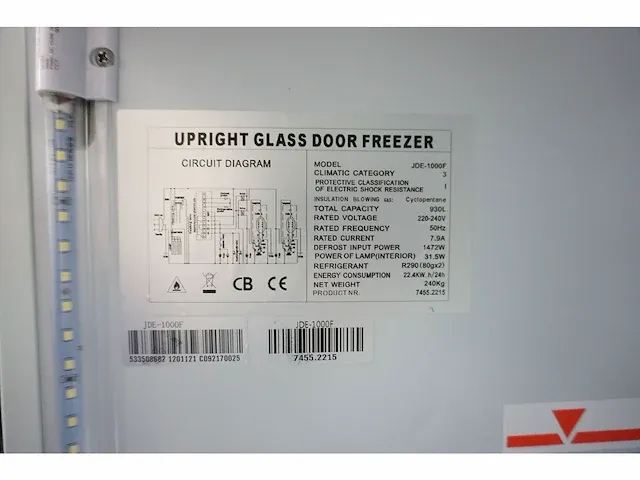 UPRIGHT GLASS DOOR FREEZER
CIRCUIT DIAGRAM
MODEL JDE-1000F
CLIMATIC CATEGORY 3
PROTECTIVE CLASSIFICATION
OF ELECTRIC SHOCK RESISTANCE I
INSULATION BLOWING GAS: Cyclopentane
TOTAL CAPACITY 930L
RATED VOLTAGE 220-240V
RATED FREQUENCY 50Hz
RATED CURRENT 7.9A
DEFROST INPUT POWER 1472W
POWER OF LAMP(INTERIOR) 31.5W
REFRIGERANT R290(80gx2)
ENERGY CONSUMPTION 22.4KW.h/24h
NET WEIGHT 240Kg
PRODUCT NR. 7455.2215
CB CE
JDE-1000F
533508682 1201121 C092170025
JDE-1000F
7455.2215